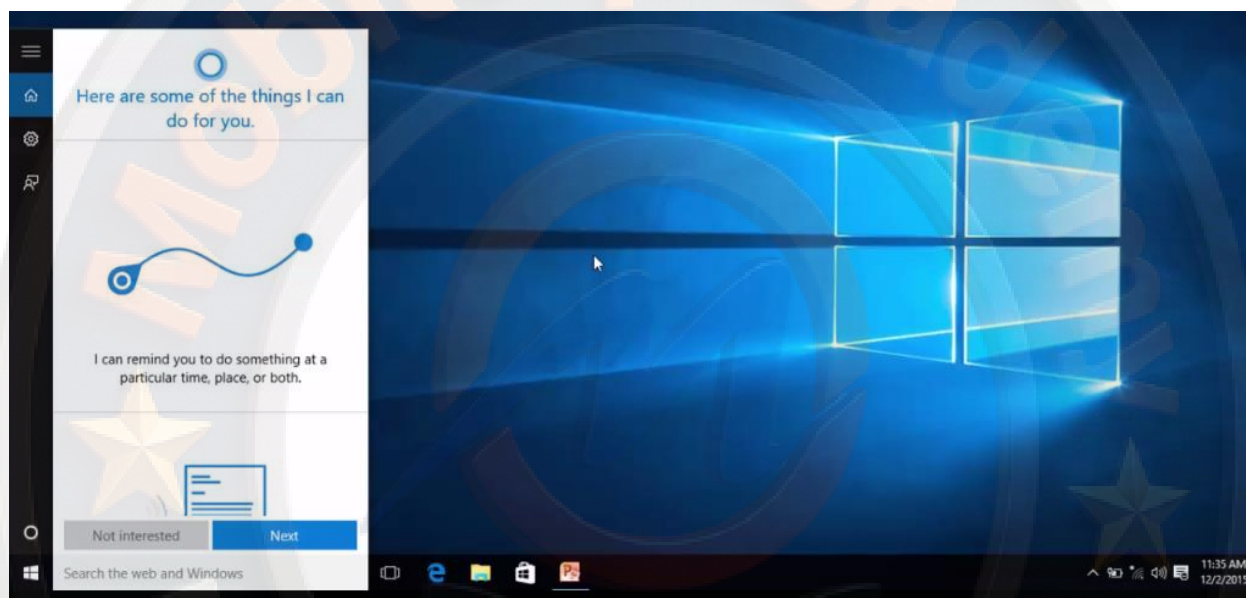 Here are some of the things I can
do for you.
I can remind you to do something at a
particular time, place, or both.
Not interested
Next
Search the web and Windows
11:35 AM
12/2/2015